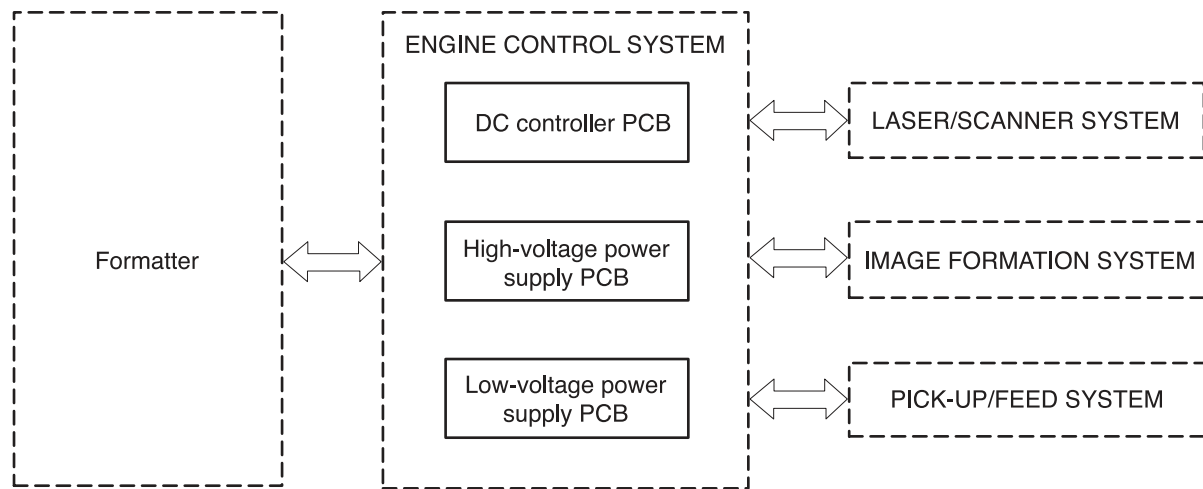 ENGINE CONTROL SYSTEM
DC controller PCB
LASER/SCANNER SYSTEM
Formatter
High-voltage power
supply PCB
IMAGE FORMATION SYSTEM
Low-voltage power
supply PCB
PICK-UP/FEED SYSTEM